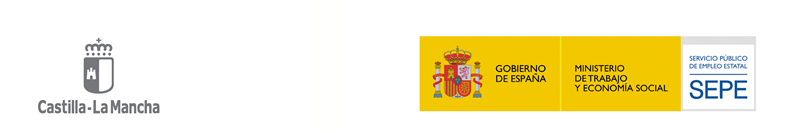 Castilla-La Mancha
GOBIERNO
DE ESPAÑA
MINISTERIO
DE TRABAJO
Y ECONOMÍA SOCIAL
SERVICIO PÚBLICO
DE EMPLEO ESTATAL
SEPE